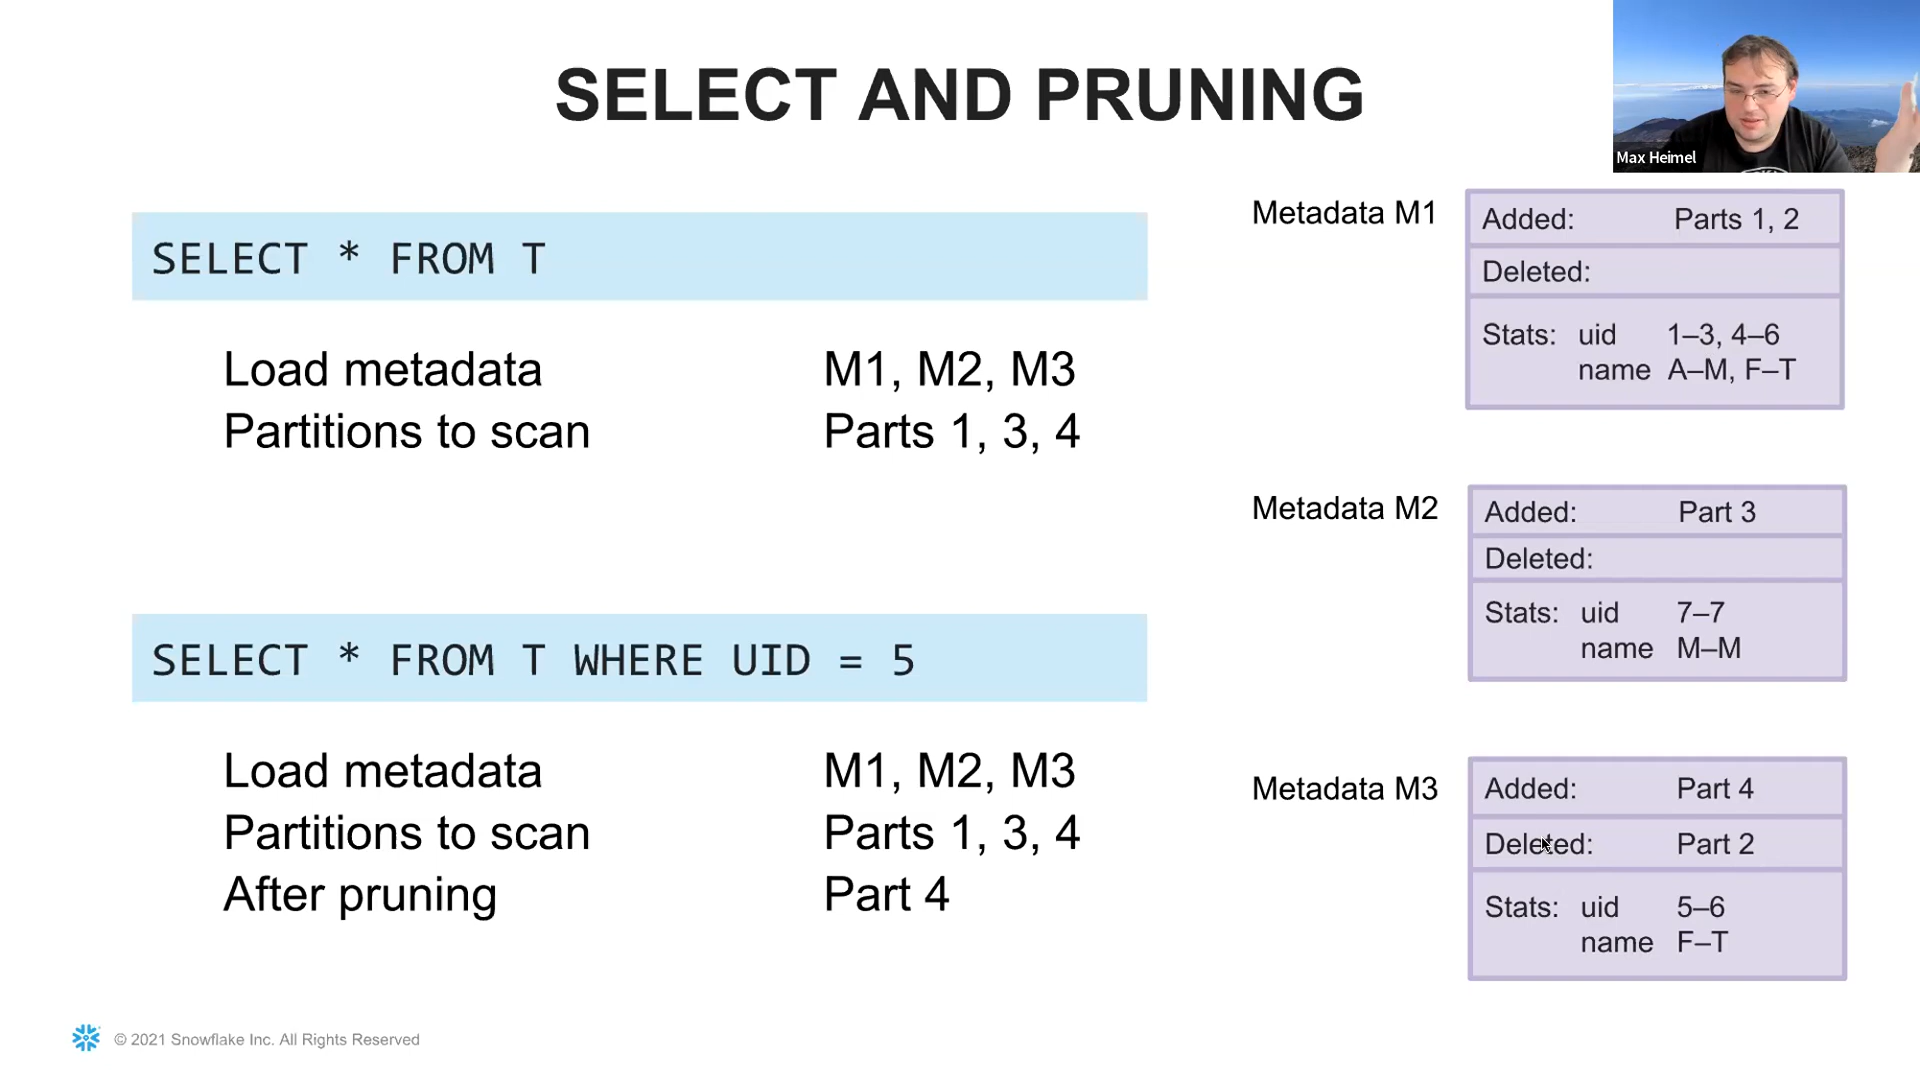 SELECT AND PRUNING
Max Heimel
SELECT * FROM T
Load metadata M1, M2, M3
Partitions to scan Parts 1, 3, 4
SELECT * FROM T WHERE UID = 5
Load metadata M1, M2, M3
Partitions to scan Parts 1, 3, 4
After pruning Part 4
Metadata M1
Added: Parts 1, 2
Deleted:
Stats: uid 1–3, 4–6
name A–M, F–T
Metadata M2
Added: Part 3
Deleted:
Stats: uid 7–7
name M–M
Metadata M3
Added: Part 4
Deleted: Part 2
Stats: uid 5–6
name F–T
© 2021 Snowflake Inc. All Rights Reserved